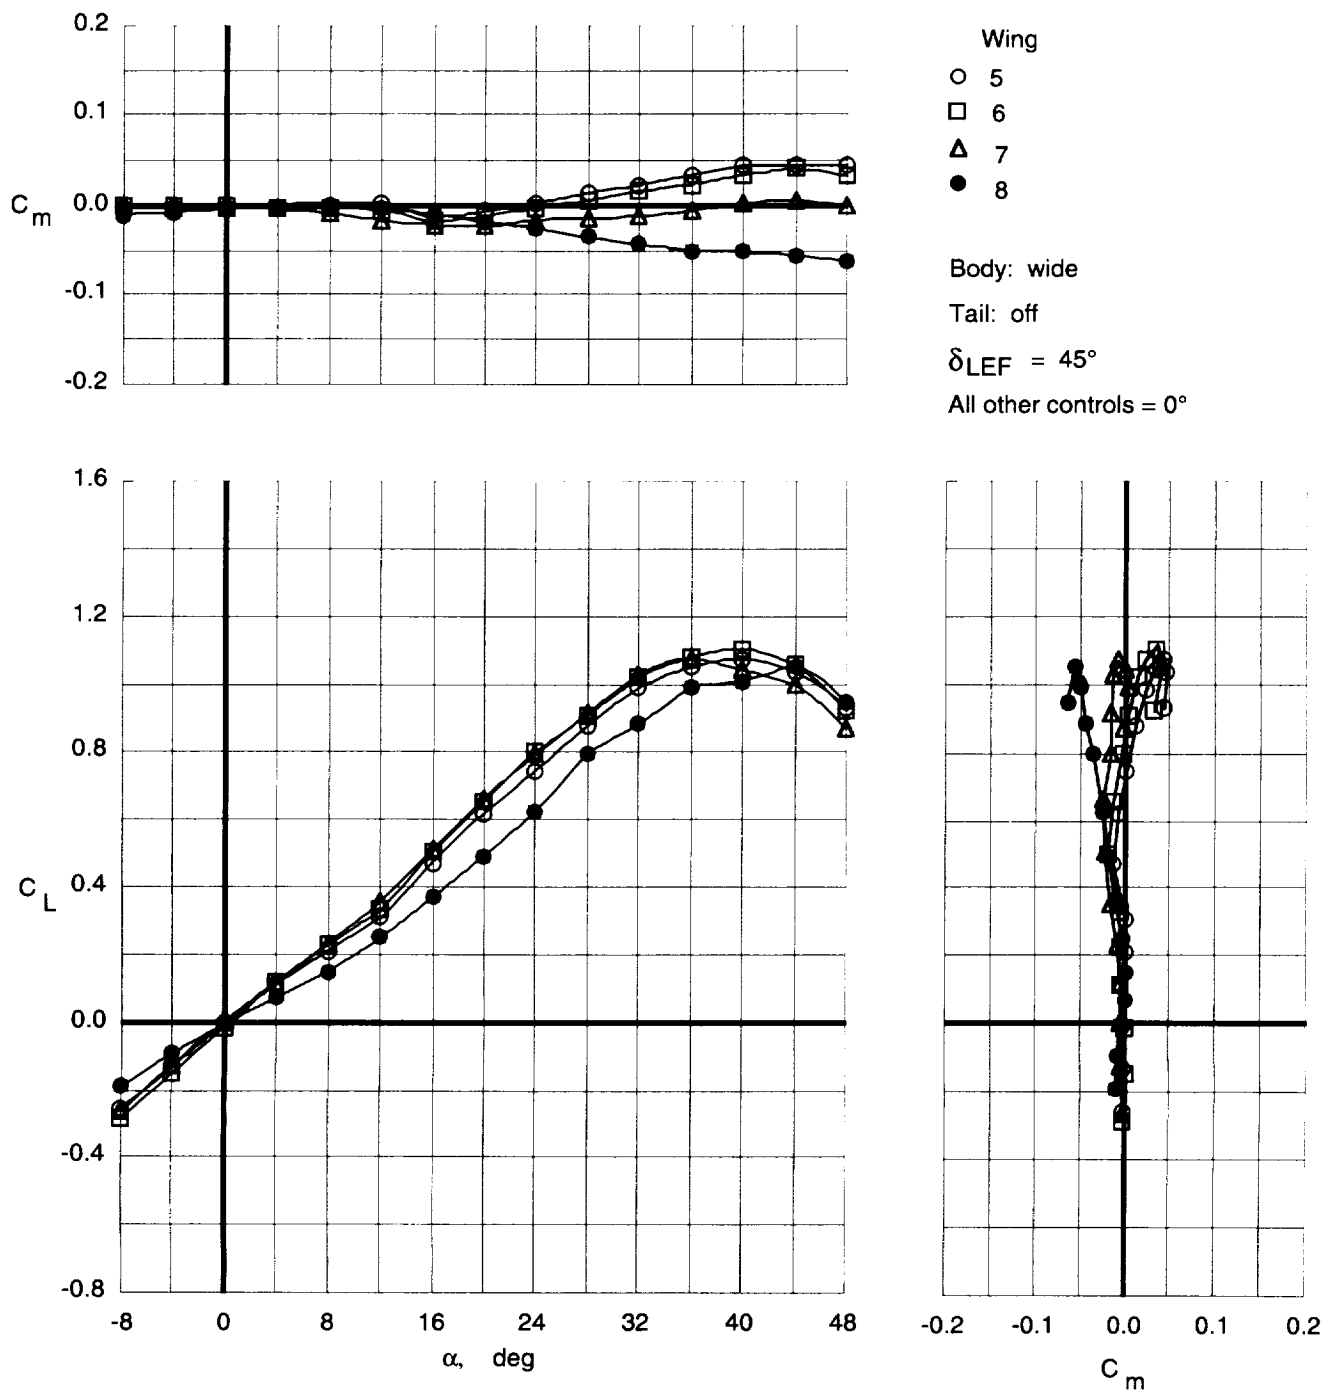 0.2
0.1
C m
0.0
-0.1
-0.2
Wing
5
6
7
8
Body: wide
Tail: off
δLEF = 45°
All other controls = 0°
1.6
1.2
0.8
0.4
C L
0.0
-0.4
-0.8
-8 0 8 16 24 32 40 48
α, deg
-0.2 -0.1 0.0 0.1 0.2
C m